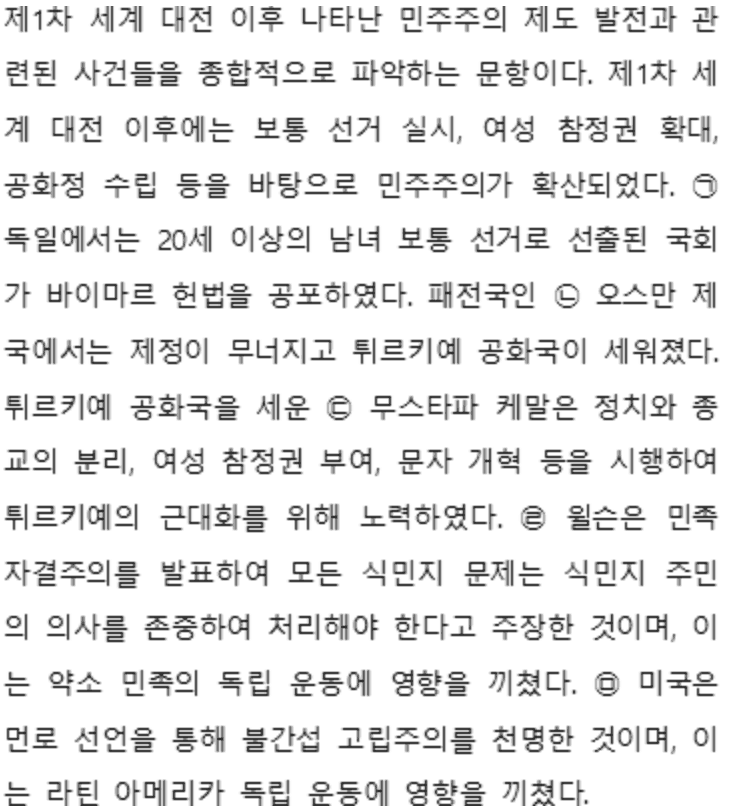 제1차 세계 대전 이후 나타난 민주주의 제도 발전과 관
련된 사건들을 종합적으로 파악하는 문항이다. 제1차 세
계 대전 이후에는 보통 선거 실시, 여성 참정권 확대,
공화정 수립 등을 바탕으로 민주주의가 확산되었다. ㉠
독일에서는 20세 이상의 남녀 보통 선거로 선출된 국회
가 바이마르 헌법을 공포하였다. 패전국인 ㉡ 오스만 제
국에서는 제정이 무너지고 튀르키예 공화국이 세워졌다.
튀르키예 공화국을 세운 ㉢ 무스타파 케말은 정치와 종
교의 분리, 여성 참정권 부여, 문자 개혁 등을 시행하여
튀르키예의 근대화를 위해 노력하였다. ㉣ 윌슨은 민족
자결주의를 발표하여 모든 식민지 문제는 식민지 주민
의 의사를 존중하여 처리해야 한다고 주장한 것이며, 이
는 약소 민족의 독립 운동에 영향을 끼쳤다. ㉤ 미국은
먼로 선언을 통해 불간섭 고립주의를 천명한 것이며, 이
는 라틴 아메리카 독립 운동에 영향을 끼쳤다.